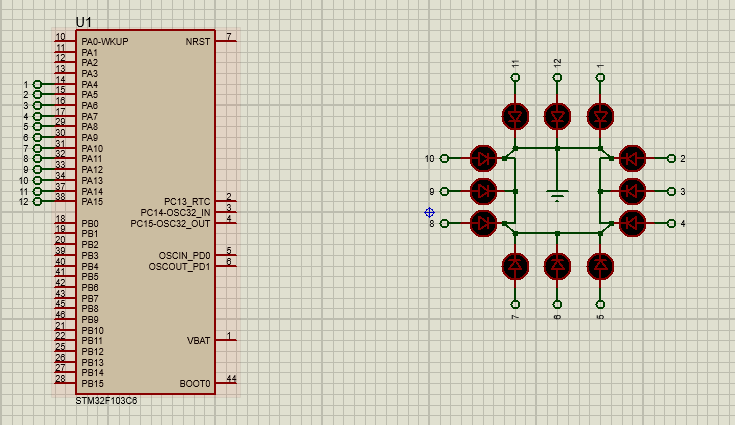 U1
10 PA0-WKUP NRST 7
11 PA1
12 PA2
13 PA3
1 14 PA4
2 15 PA5
3 16 PA6
4 17 PA7
5 29 PA8
6 30 PA9
7 31 PA10
8 32 PA11
9 33 PA12
10 34 PA13
11 37 PA14
12 38 PA15 PC13_RTC 2
PC14-OSC32_IN 3
18 PB0 PC15-OSC32_OUT 4
19 PB1
20 PB2
39 PB3 OSCIN_PD0 5
40 PB4 OSCOUT_PD1 6
41 PB5
42 PB6
43 PB7
45 PB8
46 PB9
21 PB10
22 PB11 VBAT 1
25 PB12
26 PB13
27 PB14
28 PB15 BOOT0 44
STM32F103C6
11 12 1
10 2
9 3
8 4
7 6 5